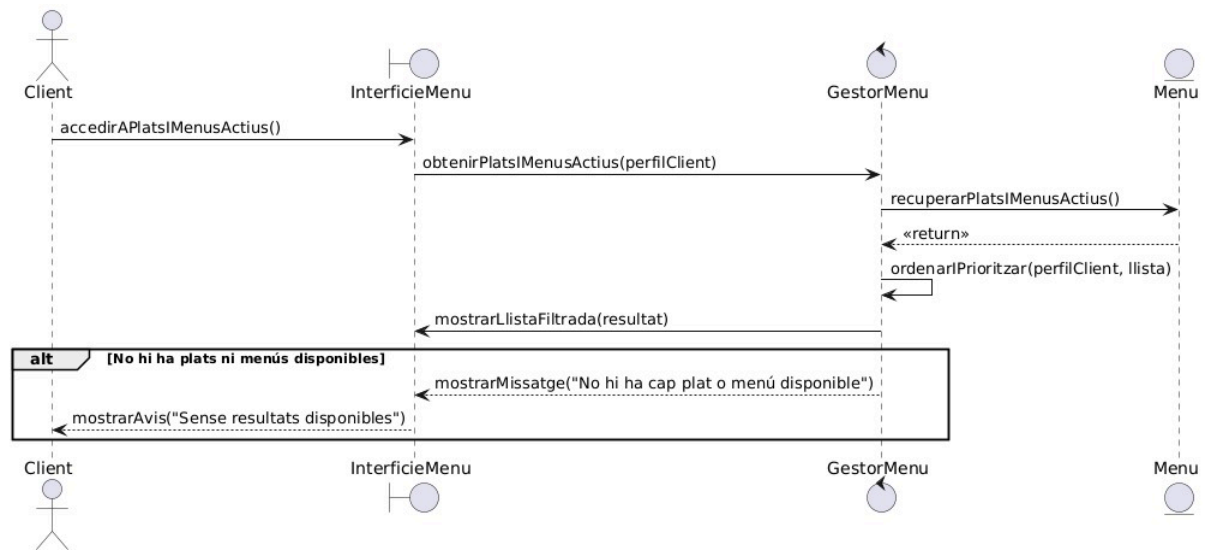 Client
InterficieMenu
GestorMenu
Menu
accedirAPlatsIMenusActius()
obtenirPlatsIMenusActius(perfilClient)
recuperarPlatsIMenusActius()
«return»
ordenarIPrioritzar(perfilClient, llista)
mostrarLlistaFiltrada(resultat)
alt [No hi ha plats ni menús disponibles]
mostrarMissatge("No hi ha cap plat o menú disponible")
mostrarAvis("Sense resultats disponibles")
Client
InterficieMenu
GestorMenu
Menu